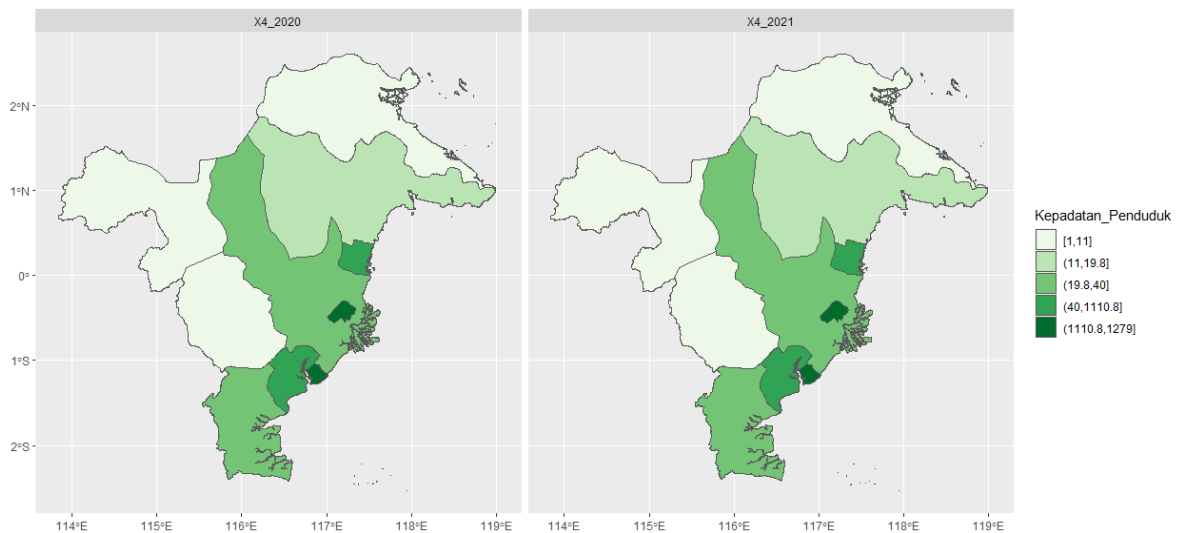 X4_2020
X4_2021
2°N
1°N
0°
1°S
2°S
114°E 115°E 116°E 117°E 118°E 119°E
114°E 115°E 116°E 117°E 118°E 119°E
Kepadatan_Penduduk
[1,11]
(11,19.8]
(19.8,40]
(40,1110.8]
(1110.8,1279]